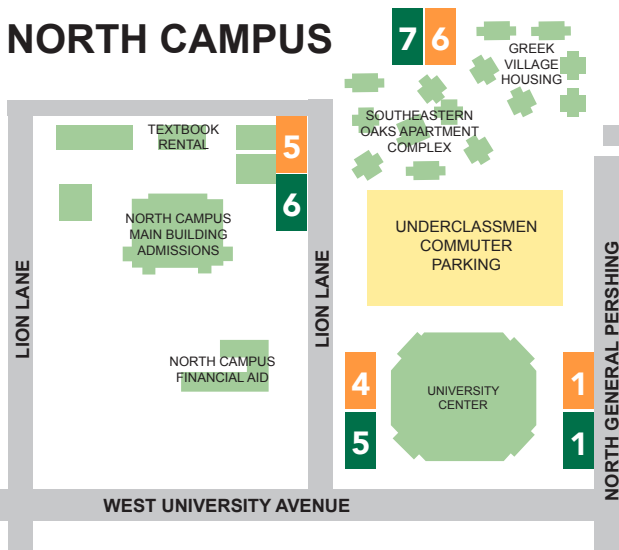 NORTH CAMPUS
7 6
GREEK
VILLAGE
HOUSING
SOUTHEASTERN
OAKS APARTMENT
COMPLEX
TEXTBOOK
RENTAL
5
6
NORTH CAMPUS
MAIN BUILDING
ADMISSIONS
UNDERCLASSMEN
COMMUTER
PARKING
LION LANE
LION LANE
NORTH GENERAL PERSHING
NORTH CAMPUS
FINANCIAL AID
4
5
UNIVERSITY
CENTER
1
1
WEST UNIVERSITY AVENUE